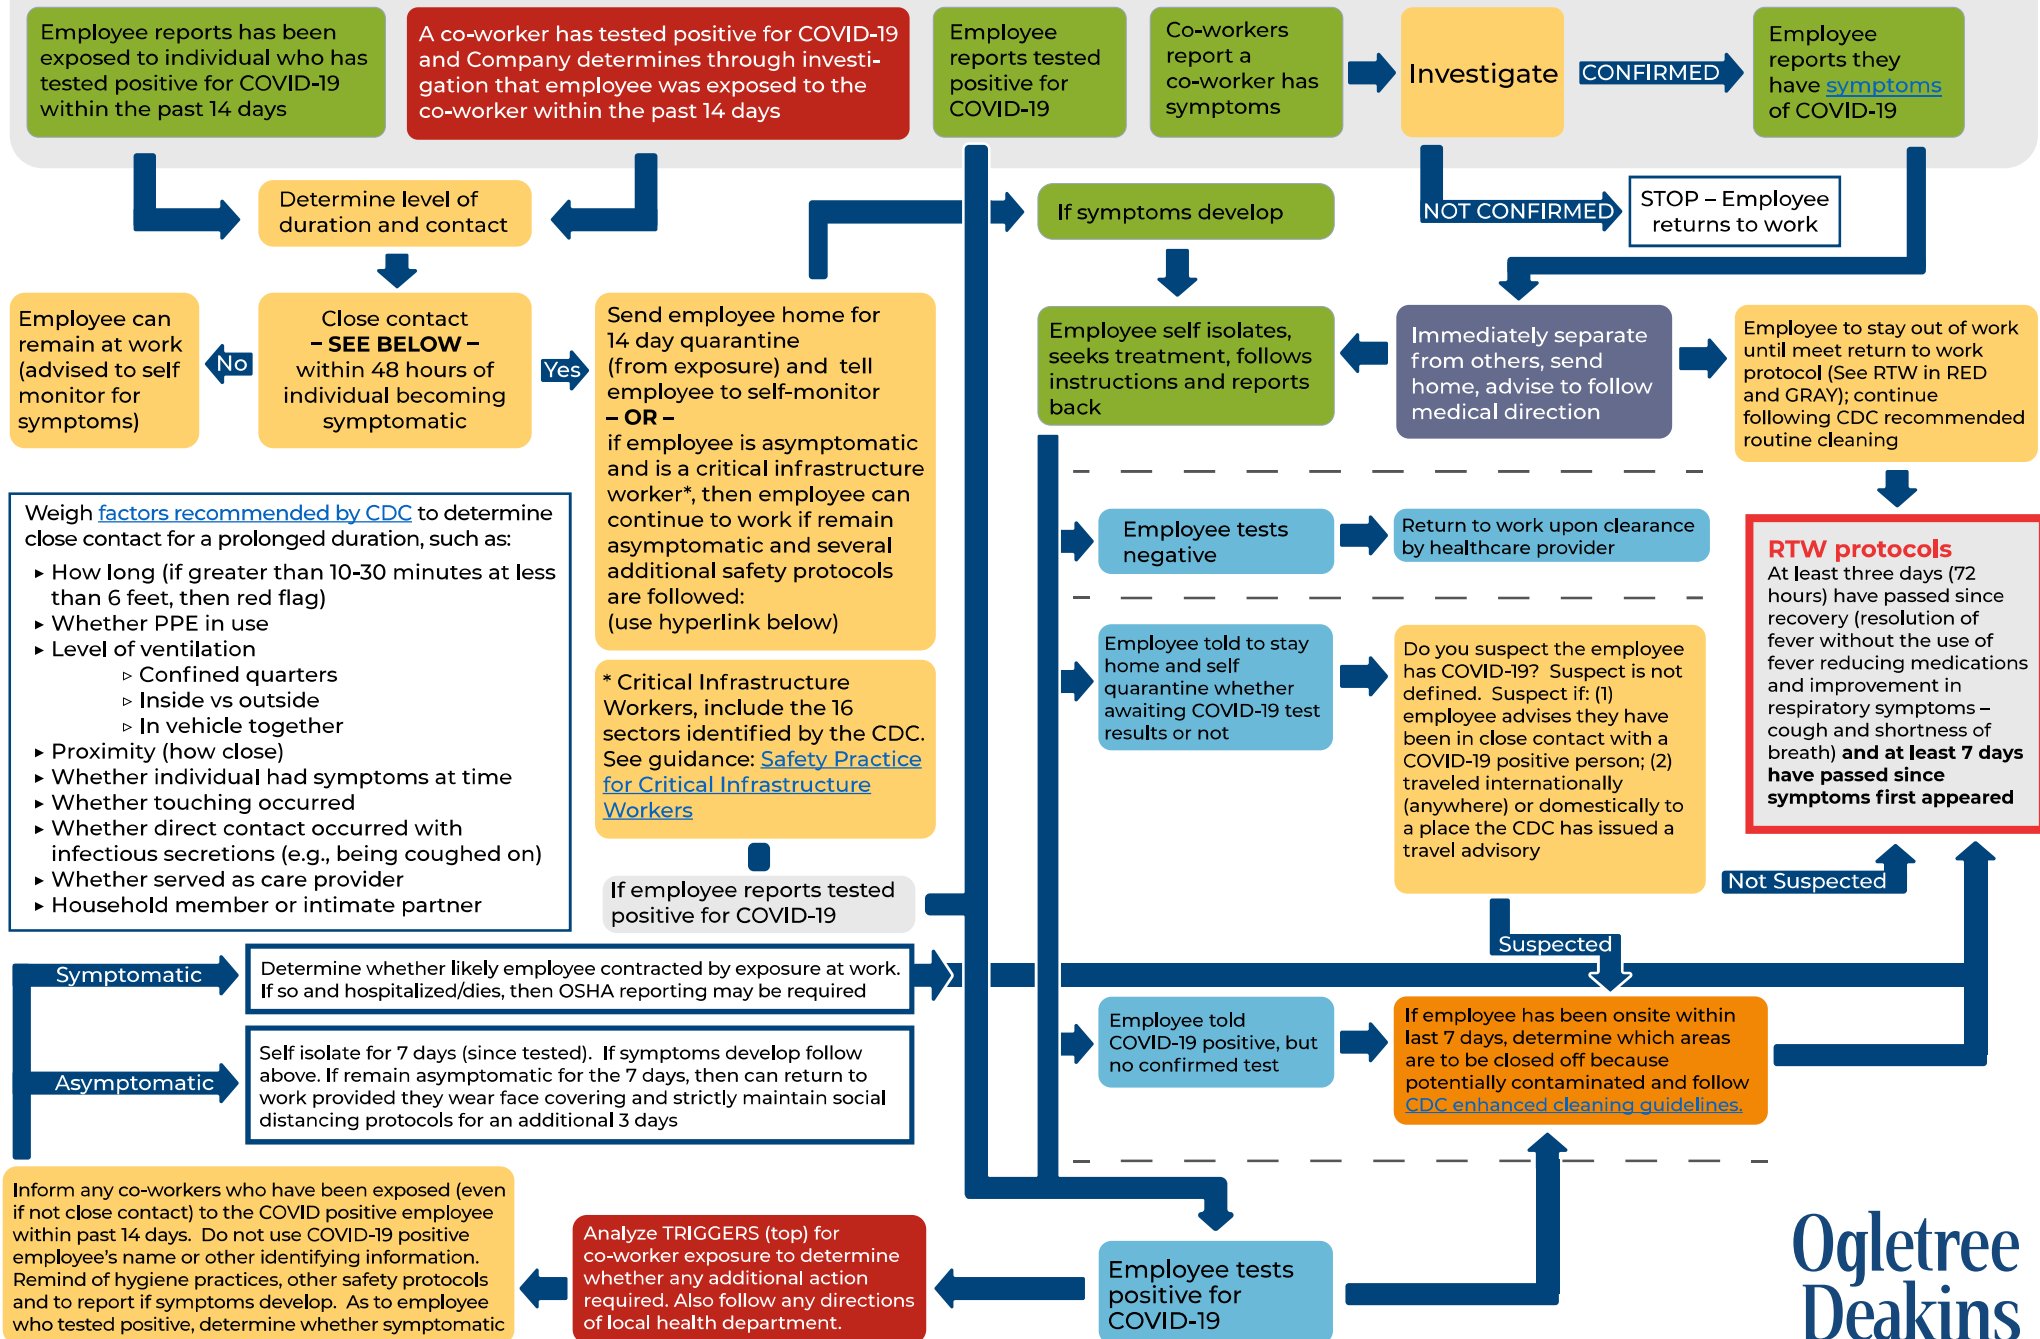 Employee reports has been
exposed to individual who has
tested positive for COVID-19
within the past 14 days
A co-worker has tested positive for COVID-19
and Company determines through investi-
gation that employee was exposed to the
co-worker within the past 14 days
Employee
reports tested
positive for
COVID-19
Co-workers
report a
co-worker has
symptoms
Investigate
CONFIRMED
Employee
reports they
have symptoms
of COVID-19
Determine level of
duration and contact
If symptoms develop
NOT CONFIRMED
STOP – Employee
returns to work
Employee can
remain at work
(advised to self
monitor for
symptoms)
No
Close contact
– SEE BELOW –
within 48 hours of
individual becoming
symptomatic
Yes
Send employee home for
14 day quarantine
(from exposure) and tell
employee to self-monitor
– OR –
if employee is asymptomatic
and is a critical infrastructure
worker*, then employee can
continue to work if remain
asymptomatic and several
additional safety protocols
are followed:
(use hyperlink below)
Employee self isolates,
seeks treatment, follows
instructions and reports
back
Immediately separate
from others, send
home, advise to follow
medical direction
Employee to stay out of work
until meet return to work
protocol (See RTW in RED
and GRAY); continue
following CDC recommended
routine cleaning
Weigh factors recommended by CDC to determine
close contact for a prolonged duration, such as:
▸ How long (if greater than 10-30 minutes at less
than 6 feet, then red flag)
▸ Whether PPE in use
▸ Level of ventilation
▹ Confined quarters
▹ Inside vs outside
▹ In vehicle together
▸ Proximity (how close)
▸ Whether individual had symptoms at time
▸ Whether touching occurred
▸ Whether direct contact occurred with
infectious secretions (e.g., being coughed on)
▸ Whether served as care provider
▸ Household member or intimate partner
* Critical Infrastructure
Workers, include the 16
sectors identified by the CDC.
See guidance: Safety Practice
for Critical Infrastructure
Workers
If employee reports tested
positive for COVID-19
Employee tests
negative
Return to work upon clearance
by healthcare provider
Employee told to stay
home and self
quarantine whether
awaiting COVID-19 test
results or not
Do you suspect the employee
has COVID-19? Suspect is not
defined. Suspect if: (1)
employee advises they have
been in close contact with a
COVID-19 positive person; (2)
traveled internationally
(anywhere) or domestically to
a place the CDC has issued a
travel advisory
RTW protocols
At least three days (72
hours) have passed since
recovery (resolution of
fever without the use of
fever reducing medications
and improvement in
respiratory symptoms –
cough and shortness of
breath) and at least 7 days
have passed since
symptoms first appeared
Not Suspected
Suspected
Symptomatic
Determine whether likely employee contracted by exposure at work.
If so and hospitalized/dies, then OSHA reporting may be required
Asymptomatic
Self isolate for 7 days (since tested). If symptoms develop follow
above. If remain asymptomatic for the 7 days, then can return to
work provided they wear face covering and strictly maintain social
distancing protocols for an additional 3 days
Employee told
COVID-19 positive, but
no confirmed test
If employee has been onsite within
last 7 days, determine which areas
are to be closed off because
potentially contaminated and follow
CDC enhanced cleaning guidelines.
Inform any co-workers who have been exposed (even
if not close contact) to the COVID positive employee
within past 14 days. Do not use COVID-19 positive
employee's name or other identifying information.
Remind of hygiene practices, other safety protocols
and to report if symptoms develop. As to employee
who tested positive, determine whether symptomatic
Analyze TRIGGERS (top) for
co-worker exposure to determine
whether any additional action
required. Also follow any directions
of local health department.
Employee tests
positive for
COVID-19
Ogletree
Deakins